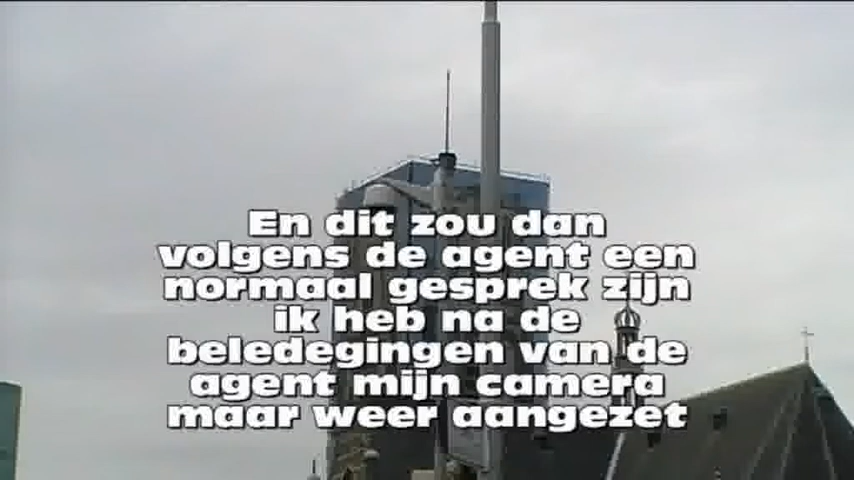 En dit zou dan
volgens de agent een
normaal gesprek zijn
ik heb na de
beledegingen van de
agent mijn camera
maar weer aangezet